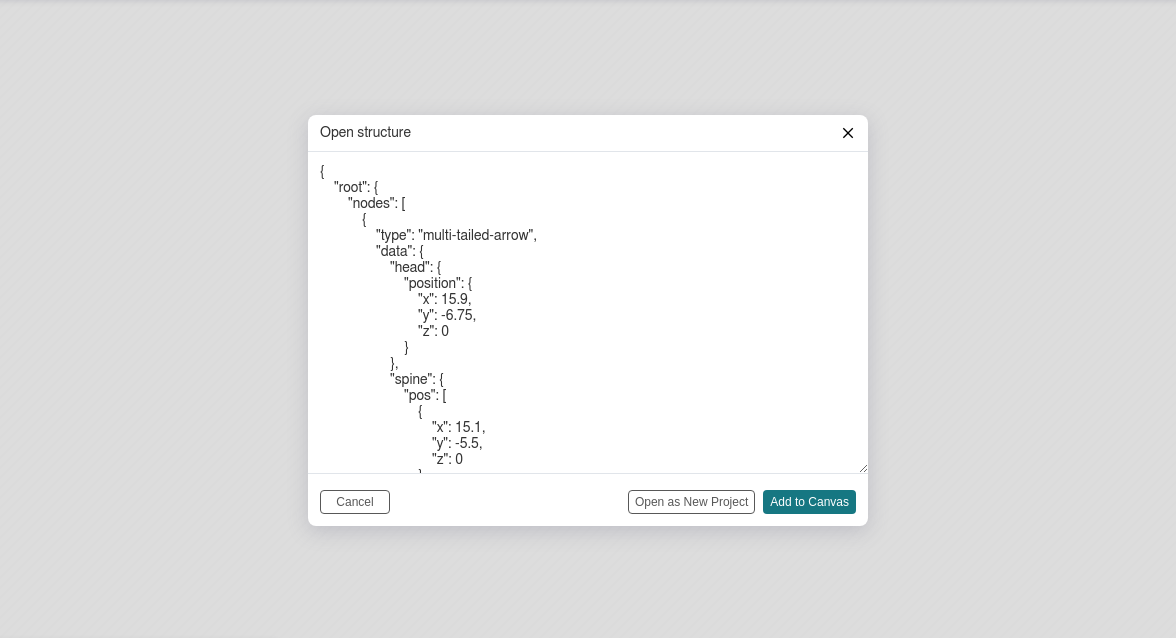 Open structure
{
    "root": {
        "nodes": [
            {
                "type": "multi-tailed-arrow",
                "data": {
                    "head": {
                        "position": {
                            "x": 15.9,
                            "y": -6.75,
                            "z": 0
                        }
                    },
                    "spine": {
                        "pos": [
                            {
                                "x": 15.1,
                                "y": -5.5,
                                "z": 0
                            }
Cancel
Open as New Project
Add to Canvas